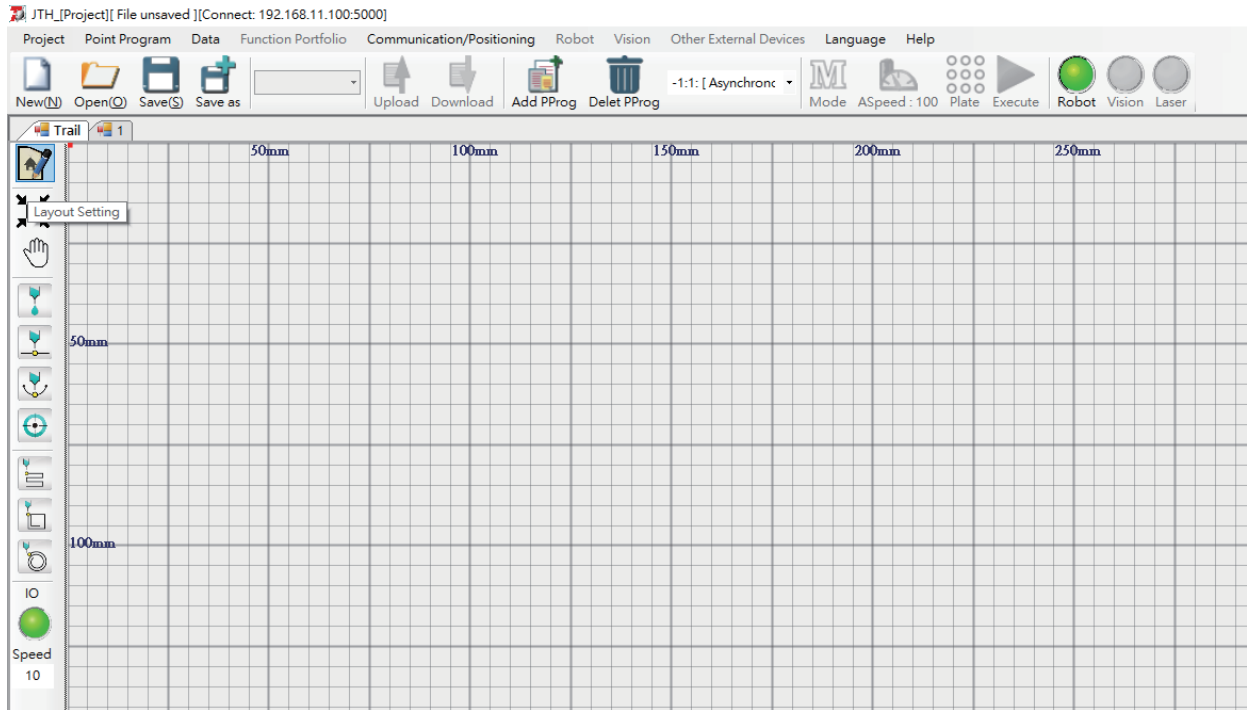 JTH_[Project][ File unsaved ][Connect: 192.168.11.100:5000]
Project Point Program Data Function Portfolio Communication/Positioning Robot Vision Other External Devices Language Help
-1:1: [ Asynchronc
New(N) Open(O) Save(S) Save as Upload Download Add PProg Delet PProg Mode ASpeed : 100 Plate Execute Robot Vision Laser
Trail 1
50mm 100mm 150mm 200mm 250mm
Layout Setting
50mm
100mm
IO
Speed
10